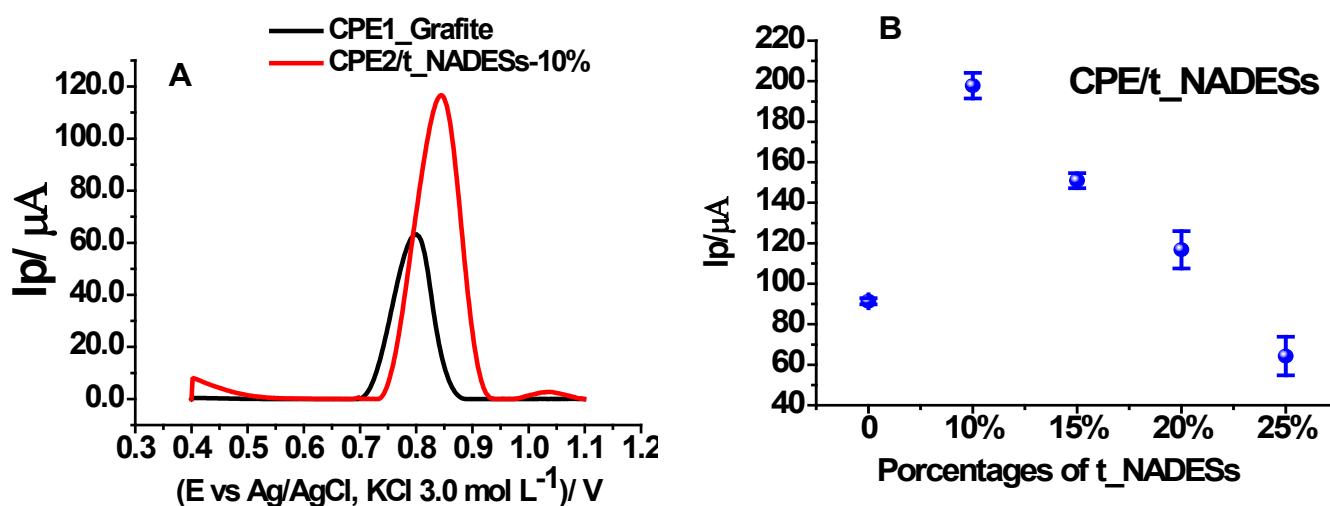 CPE1_Grafite
CPE2/t_NADESs-10%
A
120.0
100.0
80.0
60.0
40.0
20.0
0.0
Ip/ μA
0.3 0.4 0.5 0.6 0.7 0.8 0.9 1.0 1.1 1.2
(E vs Ag/AgCl, KCl 3.0 mol L⁻¹)/ V
B
CPE/t_NADESs
220
200
180
160
140
120
100
80
60
40
Ip/μA
0 10% 15% 20% 25%
Porcentages of t_NADESs